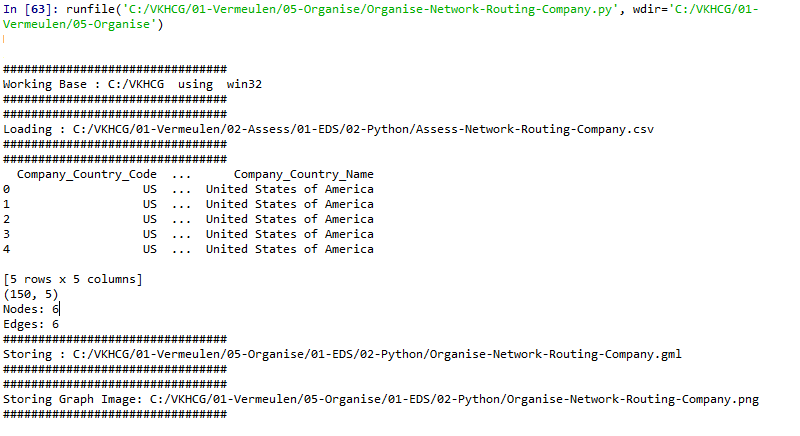 In [63]: runfile('C:/VKHCG/01-Vermeulen/05-Organise/Organise-Network-Routing-Company.py', wdir='C:/VKHCG/01-
Vermeulen/05-Organise')
################################
Working Base : C:/VKHCG  using  win32
################################
################################
Loading : C:/VKHCG/01-Vermeulen/02-Assess/01-EDS/02-Python/Assess-Network-Routing-Company.csv
################################
################################
  Company_Country_Code  ...      Company_Country_Name
0                   US  ...  United States of America
1                   US  ...  United States of America
2                   US  ...  United States of America
3                   US  ...  United States of America
4                   US  ...  United States of America
[5 rows x 5 columns]
(150, 5)
Nodes: 6
Edges: 6
################################
Storing : C:/VKHCG/01-Vermeulen/05-Organise/01-EDS/02-Python/Organise-Network-Routing-Company.gml
################################
################################
Storing Graph Image: C:/VKHCG/01-Vermeulen/05-Organise/01-EDS/02-Python/Organise-Network-Routing-Company.png
################################